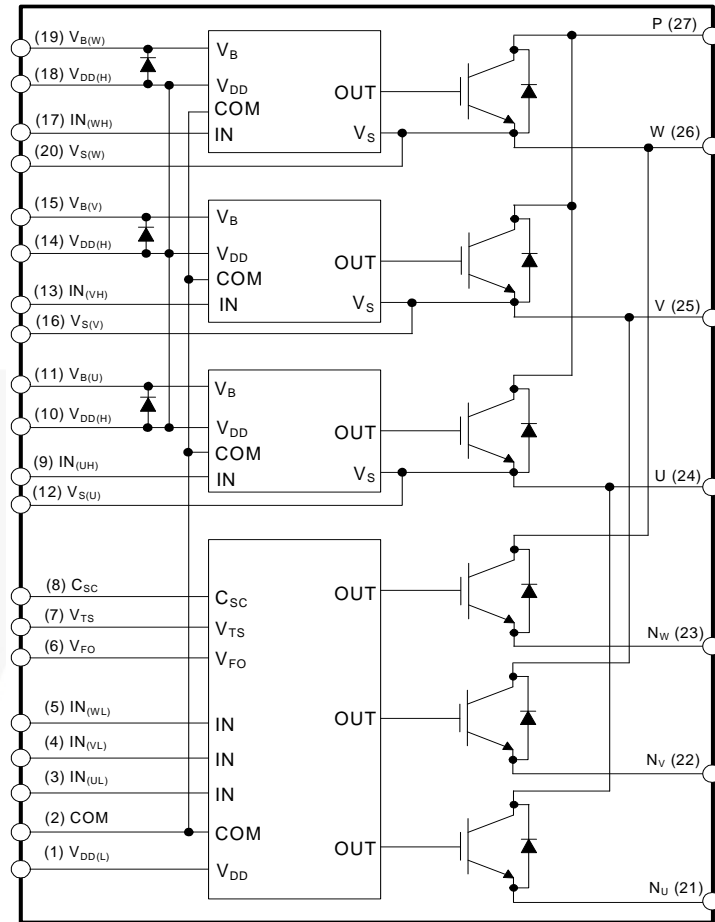 (19) VB(W)
VB
P (27)
(18) VDD(H)
VDD
OUT
COM
(17) IN(WH)
IN
W (26)
(20) VS(W)
VS
(15) VB(V)
VB
(14) VDD(H)
VDD
OUT
COM
(13) IN(VH)
IN
VS
V (25)
(16) VS(V)
(11) VB(U)
VB
(10) VDD(H)
VDD
OUT
COM
(9) IN(UH)
IN
VS
U (24)
(12) VS(U)
(8) CSC
CSC
OUT
(7) VTS
VTS
(6) VFO
VFO
NW (23)
(5) IN(WL)
IN
OUT
(4) IN(VL)
IN
NV (22)
(3) IN(UL)
IN
(2) COM
COM
OUT
(1) VDD(L)
VDD
NU (21)